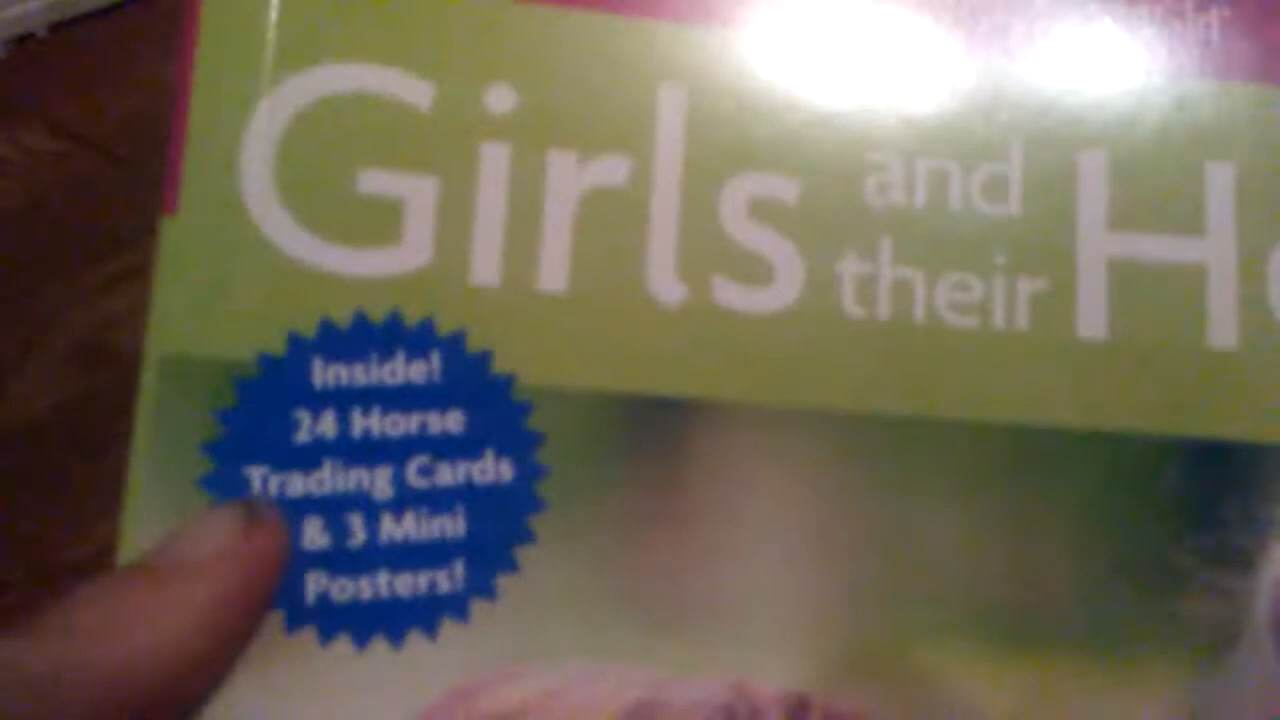 Girls and their H
Inside!
24 Horse
Trading Cards
& 3 Mini
Posters!